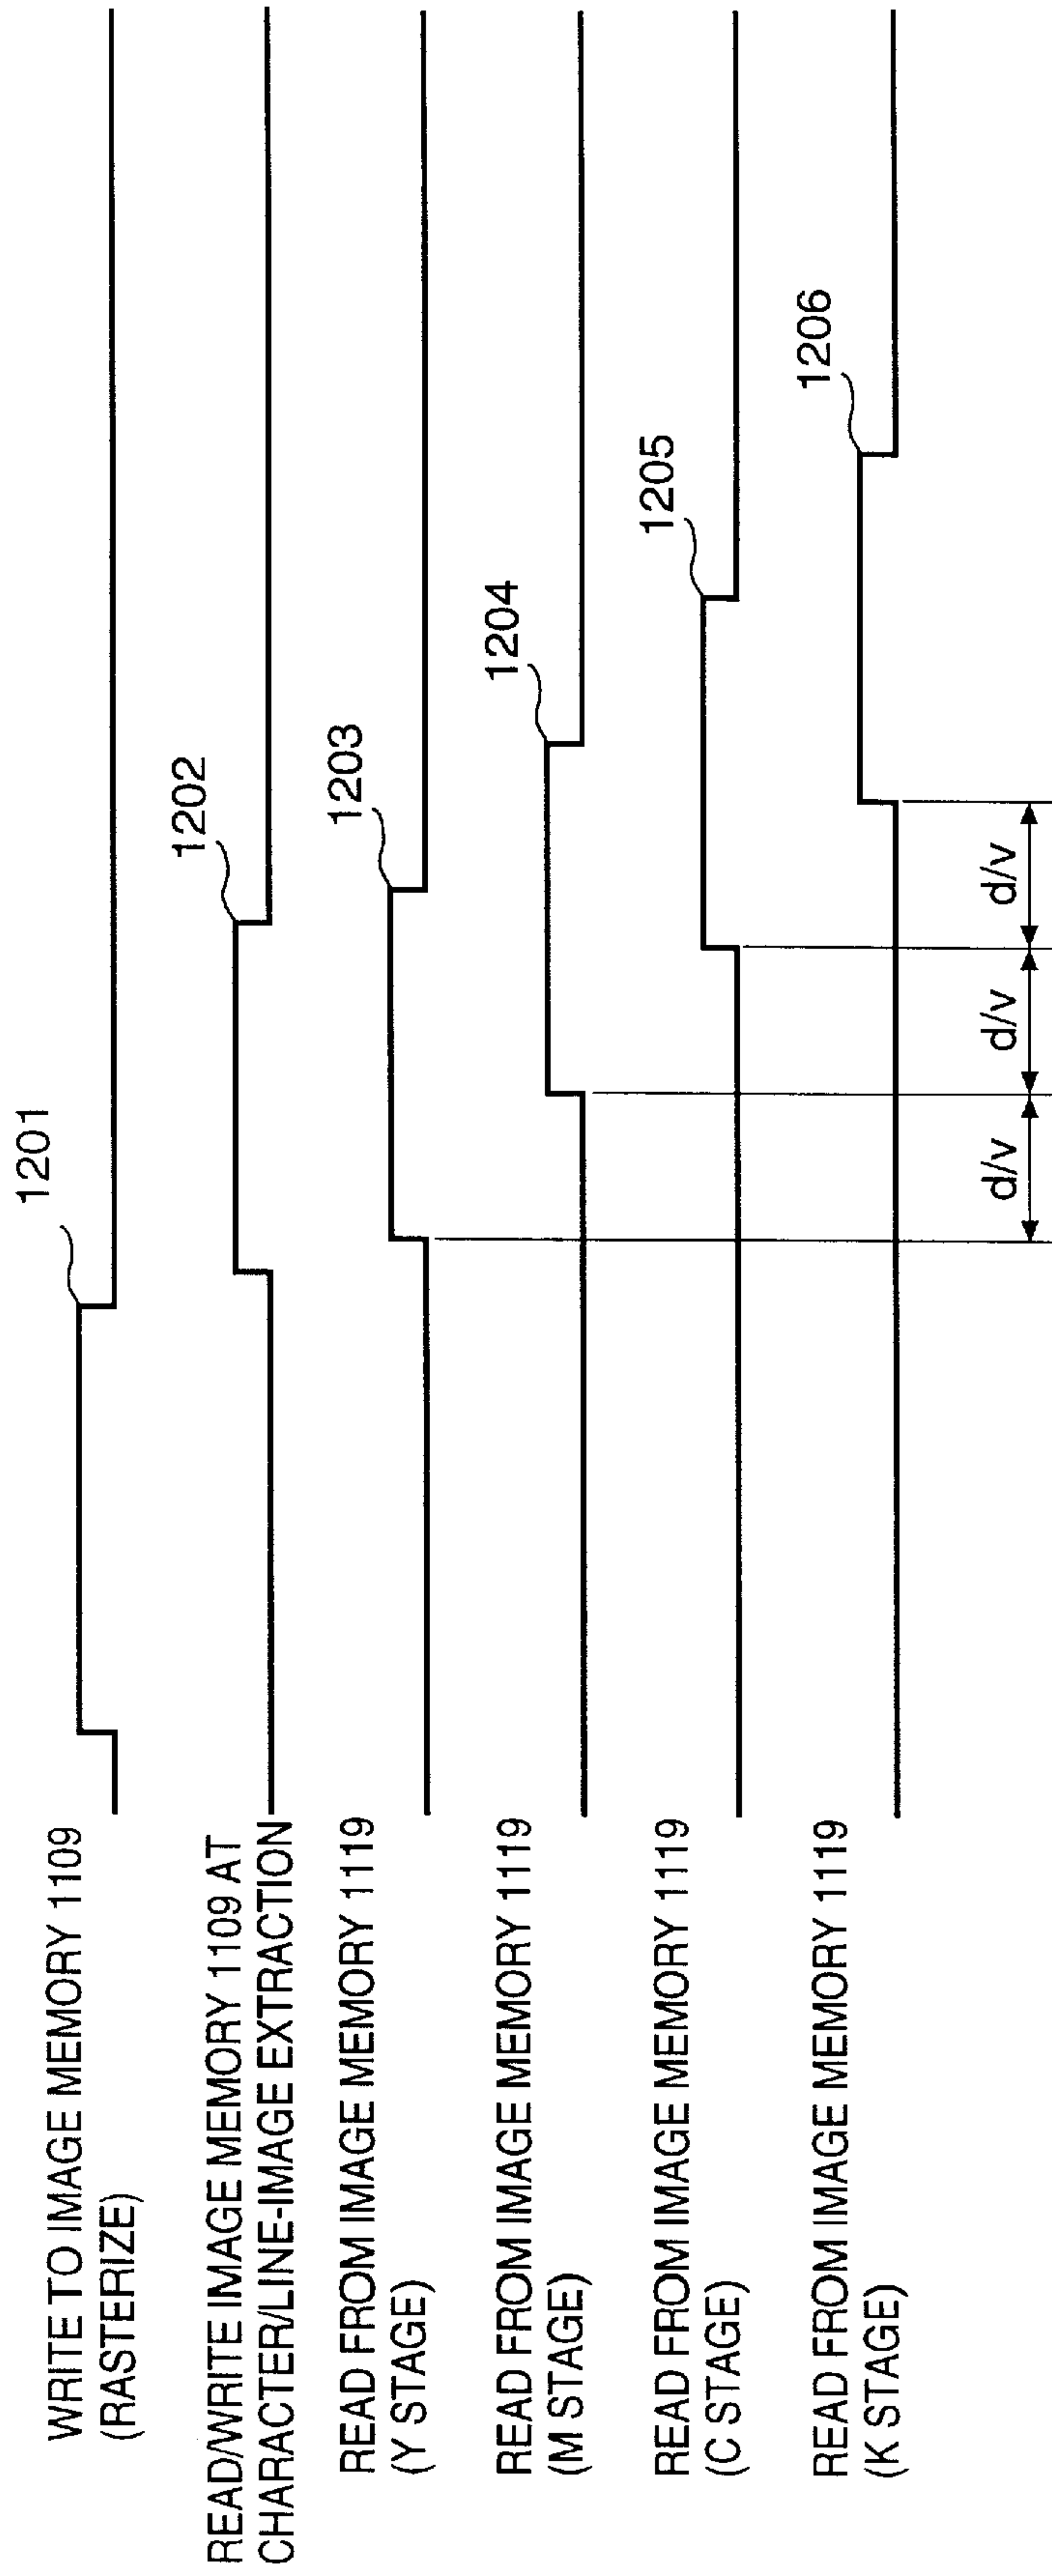 WRITE TO IMAGE MEMORY 1109
(RASTERIZE)
1201
READ/WRITE IMAGE MEMORY 1109 AT
CHARACTER/LINE-IMAGE EXTRACTION
1202
READ FROM IMAGE MEMORY 1119
(Y STAGE)
1203
READ FROM IMAGE MEMORY 1119
(M STAGE)
1204
READ FROM IMAGE MEMORY 1119
(C STAGE)
1205
READ FROM IMAGE MEMORY 1119
(K STAGE)
1206
d/v d/v d/v